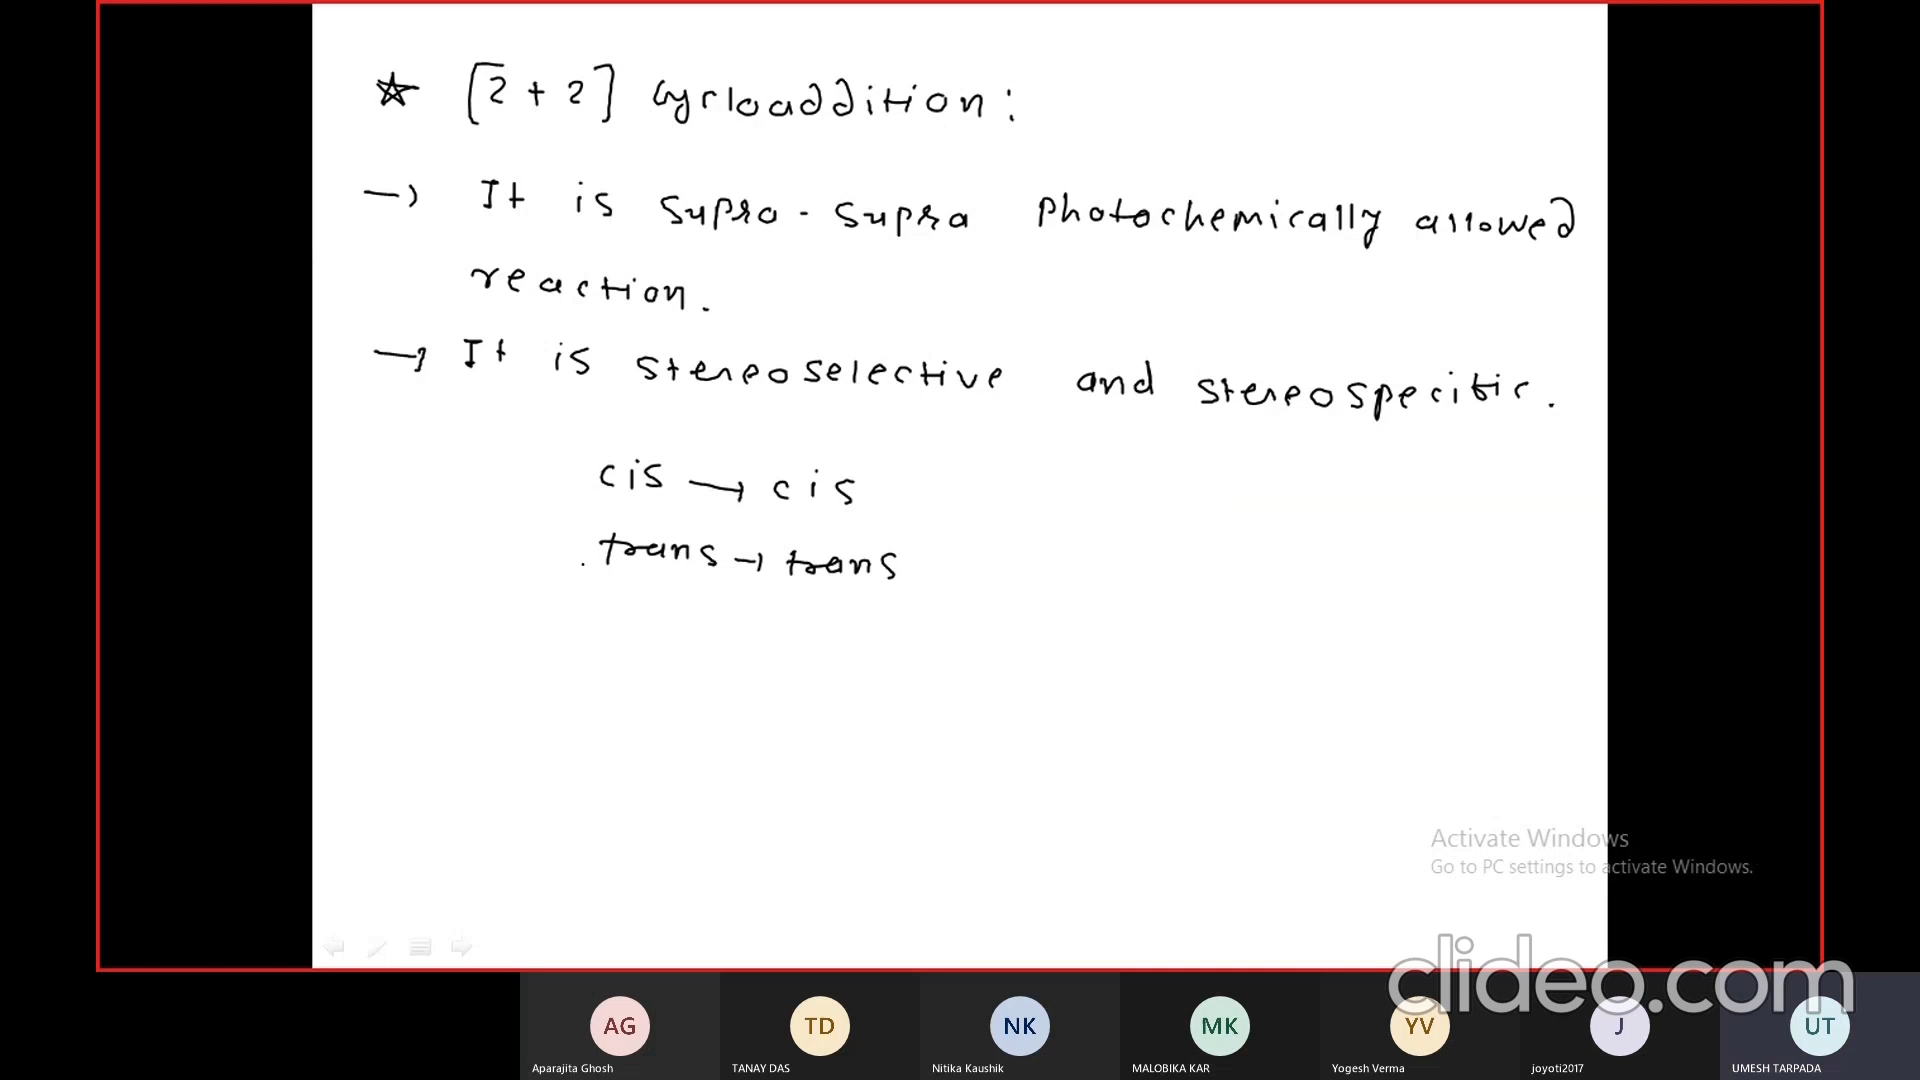 [2 + 2] Cycloaddition:
→ It is supra-supra photochemically allowed
reaction.
→ It is stereoselective and stereospecific.
cis → cis
trans → trans
Activate Windows
Go to PC settings to activate Windows.
clideo.com
AG TD NK MK YV J UT
Aparajita Ghosh TANAY DAS Nitika Kaushik MALOBIKA KAR Yogesh Verma joyoti2017 UMESH TARPADA